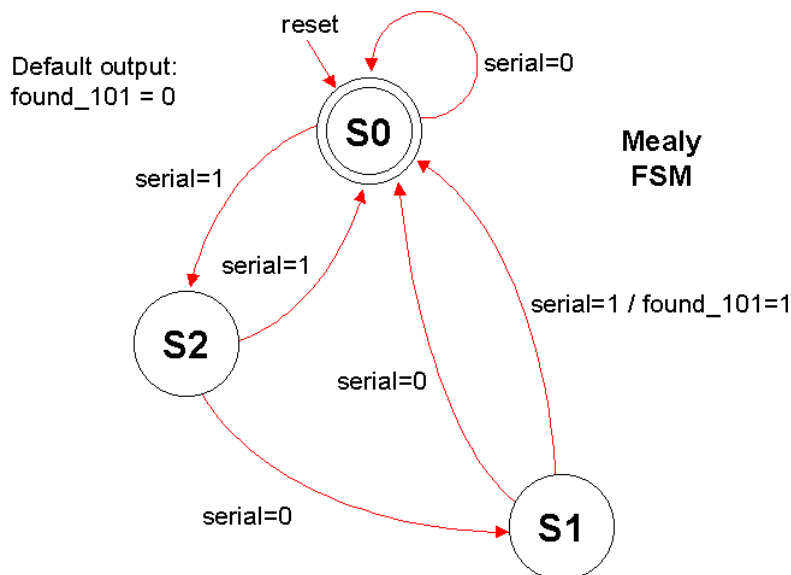 reset
Default output:
found_101 = 0
serial=0
S0
Mealy
FSM
serial=1
serial=1
serial=1 / found_101=1
S2
serial=0
serial=0
S1